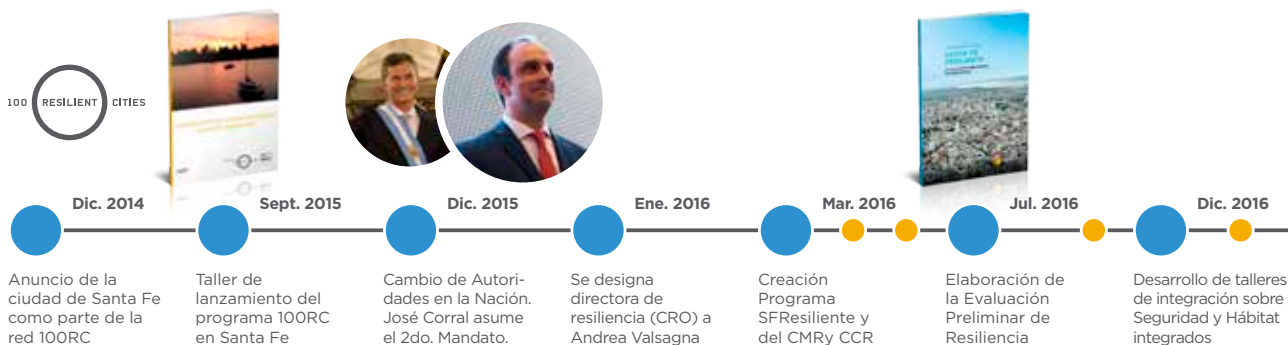 100 RESILIENT CITIES
Dic. 2014
Sept. 2015
Dic. 2015
Ene. 2016
Mar. 2016
Jul. 2016
Dic. 2016
Anuncio de la
ciudad de Santa Fe
como parte de la
red 100RC
Taller de
lanzamiento del
programa 100RC
en Santa Fe
Cambio de Autori-
dades en la Nación.
José Corral asume
el 2do. Mandato.
Se designa
directora de
resiliencia (CRO) a
Andrea Valsagna
Creación
Programa
SFResiliente y
del CMRy CCR
Elaboración de
la Evaluación
Preliminar de
Resiliencia
Desarrollo de talleres
de integración sobre
Seguridad y Hábitat
integrados